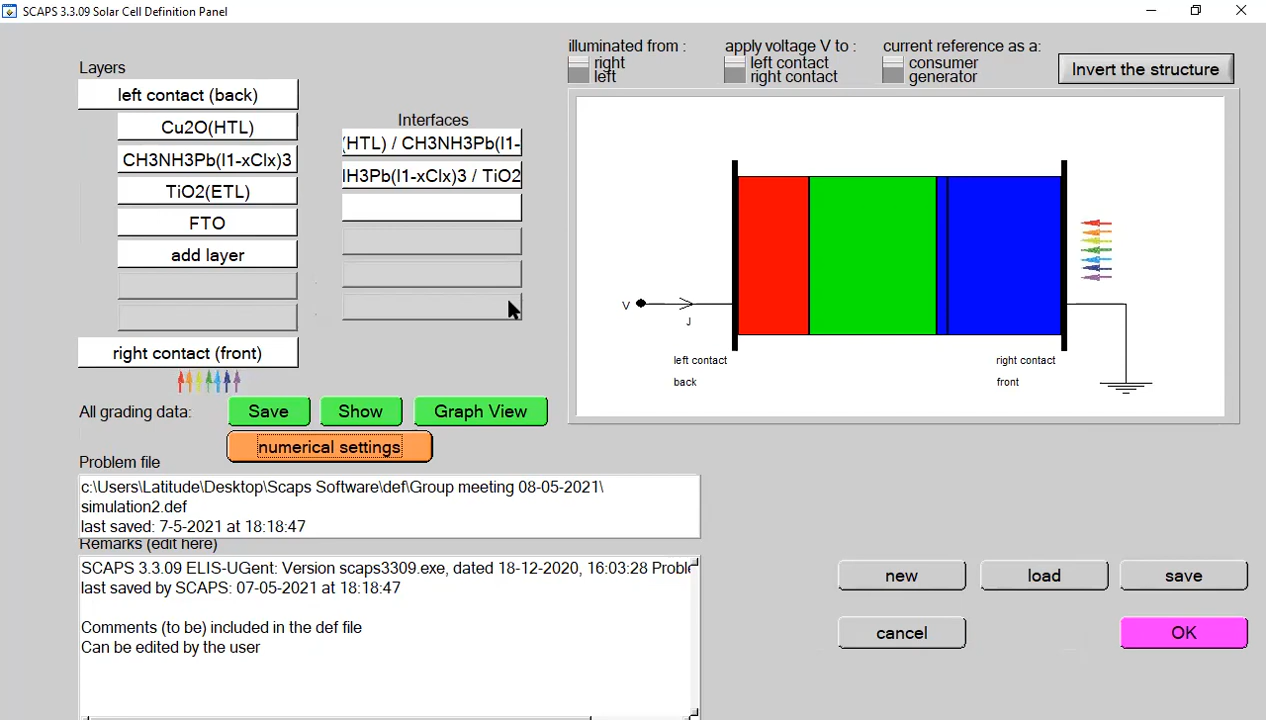 SCAPS 3.3.09 Solar Cell Definition Panel
Layers
left contact (back)
Cu2O(HTL)
CH3NH3Pb(I1-xClx)3
TiO2(ETL)
FTO
add layer
right contact (front)
Interfaces
(HTL) / CH3NH3Pb(I1-
IH3Pb(I1-xClx)3 / TiO2
illuminated from :
right
left
apply voltage V to :
left contact
right contact
current reference as a:
consumer
generator
Invert the structure
V
J
left contact
back
right contact
front
All grading data:
Save
Show
Graph View
numerical settings
Problem file
c:\Users\Latitude\Desktop\Scaps Software\def\Group meeting 08-05-2021\
simulation2.def
last saved: 7-5-2021 at 18:18:47
Remarks (edit here)
SCAPS 3.3.09 ELIS-UGent: Version scaps3309.exe, dated 18-12-2020, 16:03:28 Proble
last saved by SCAPS: 07-05-2021 at 18:18:47
Comments (to be) included in the def file
Can be edited by the user
new
load
save
cancel
OK